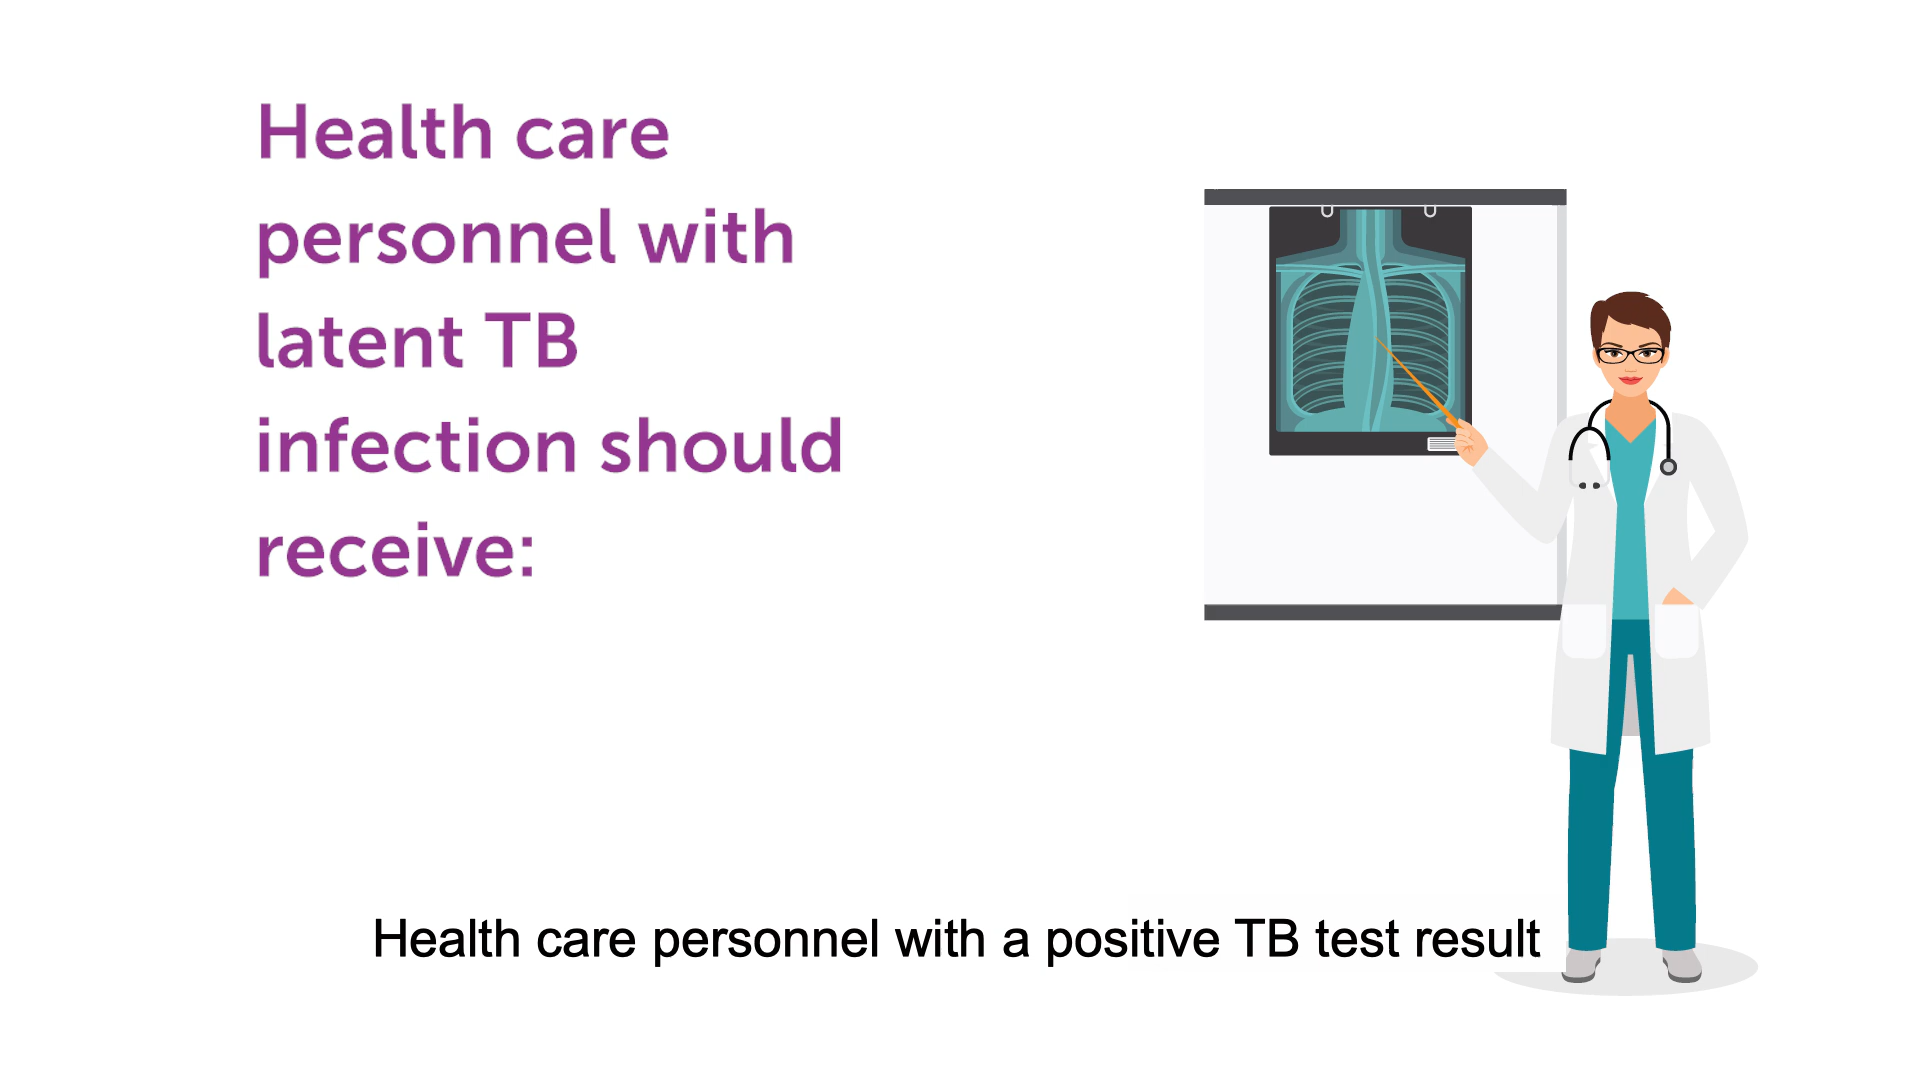 Health care
personnel with
latent TB
infection should
receive:
Health care personnel with a positive TB test result